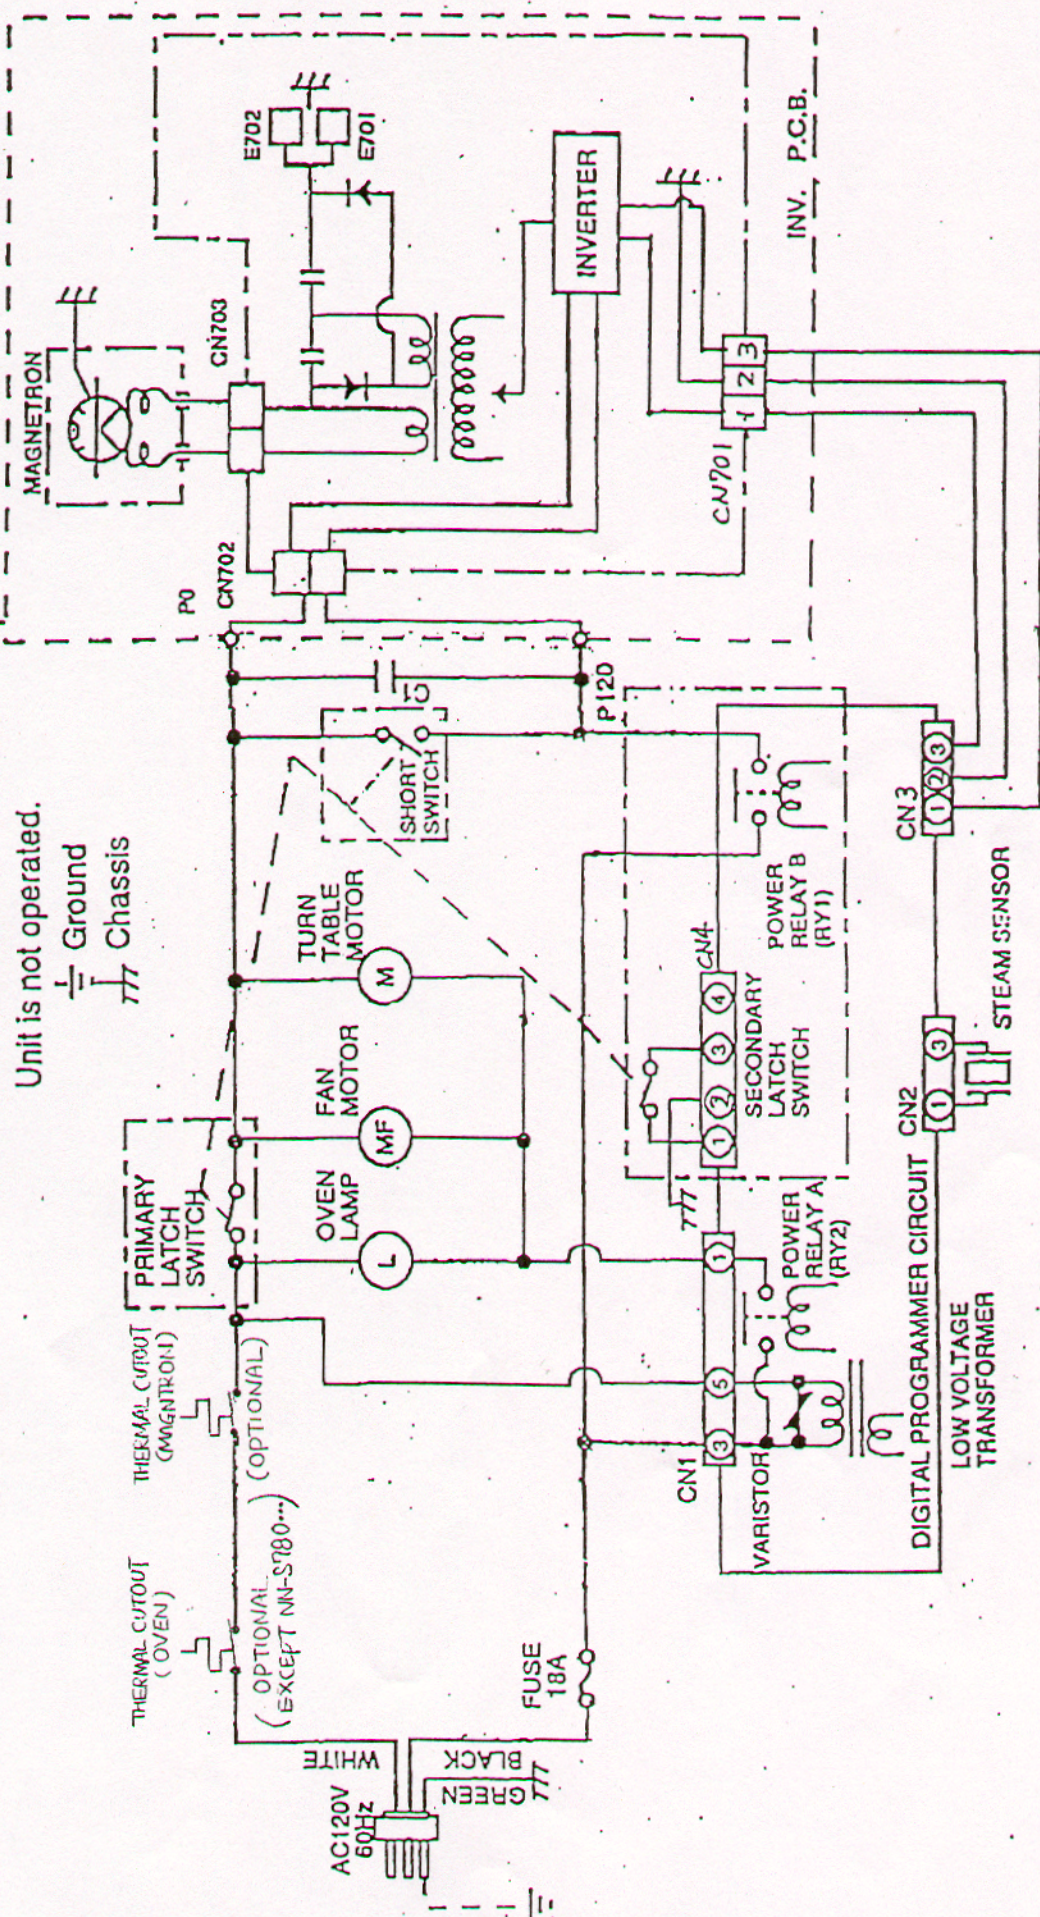 Unit is not operated.
Ground
Chassis
MAGNETRON
CN703
E702
E701
INVERTER
INV. P.C.B.
CN702
P0
CN701
1 2 3
P120
SHORT
SWITCH
TURN
TABLE
MOTOR
M
FAN
MOTOR
MF
OVEN
LAMP
L
PRIMARY
LATCH
SWITCH
THERMAL CUTOUT
(MAGNTRON)
(OPTIONAL)
THERMAL CUTOUT
(OVEN)
(OPTIONAL
EXCEPT NN-S780...)
WHITE
BLACK
GREEN
AC120V
60Hz
FUSE
18A
CN4
1 2 3 4
SECONDARY
LATCH
SWITCH
POWER
RELAY B
(RY1)
CN3
1 2 3
CN2
1 3
STEAM SENSOR
CN1
3 5 1
VARISTOR
POWER
RELAY A
(RY2)
DIGITAL PROGRAMMER CIRCUIT
LOW VOLTAGE
TRANSFORMER